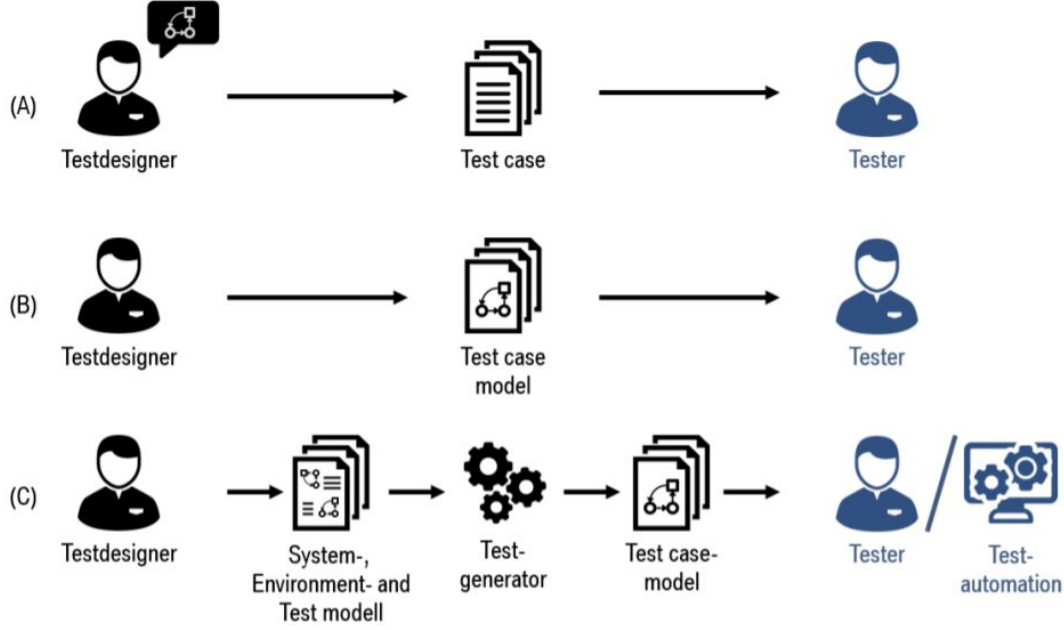 (A)
Testdesigner
Test case
Tester
(B)
Testdesigner
Test case
model
Tester
(C)
Testdesigner
System-,
Environment- and
Test modell
Test-
generator
Test case-
model
Tester
Test-
automation